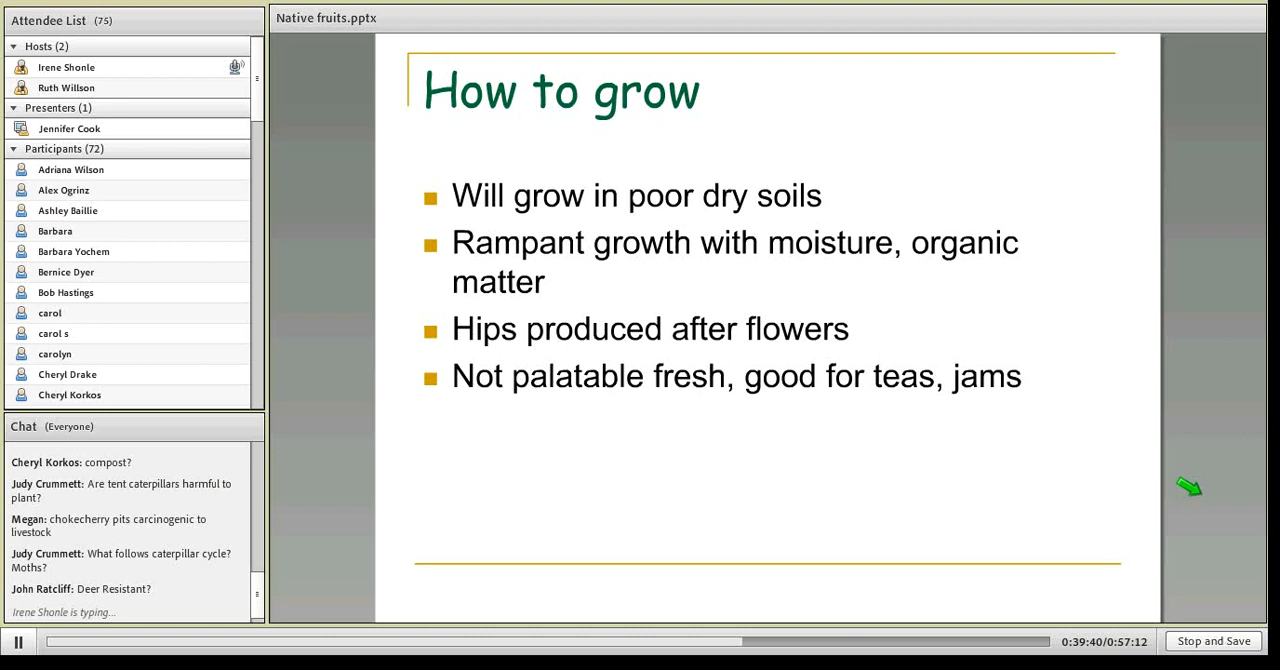 Attendee List (75)
Hosts (2)
Irene Shonle
Ruth Willson
Presenters (1)
Jennifer Cook
Participants (72)
Adriana Wilson
Alex Ogrinz
Ashley Baillie
Barbara
Barbara Yochem
Bernice Dyer
Bob Hastings
carol
carol s
carolyn
Cheryl Drake
Cheryl Korkos
Chat (Everyone)
Cheryl Korkos: compost?
Judy Crummett: Are tent caterpillars harmful to
plant?
Megan: chokecherry pits carcinogenic to
livestock
Judy Crummett: What follows caterpillar cycle?
Moths?
John Ratcliff: Deer Resistant?
Irene Shonle is typing...
Native fruits.pptx
How to grow
Will grow in poor dry soils
Rampant growth with moisture, organic
matter
Hips produced after flowers
Not palatable fresh, good for teas, jams
0:39:40/0:57:12
Stop and Save